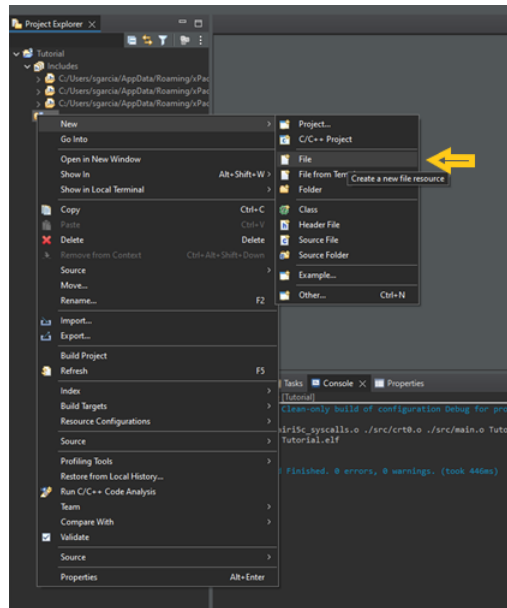 Project Explorer
Tutorial
Includes
C:/Users/sgarcia/AppData/Roaming/xPac
C:/Users/sgarcia/AppData/Roaming/xPac
C:/Users/sgarcia/AppData/Roaming/xPac
New
Go Into
Open in New Window
Show In Alt+Shift+W >
Show in Local Terminal
Copy Ctrl+C
Paste Ctrl+V
Delete Delete
Remove from Context Ctrl+Alt+Shift+Down
Source
Move...
Rename... F2
Import...
Export...
Build Project
Refresh F5
Index
Build Targets
Resource Configurations
Source
Profiling Tools
Restore from Local History...
Run C/C++ Code Analysis
Team
Compare With
Validate
Source
Properties Alt+Enter
Project...
C/C++ Project
File
File from Tem
Create a new file resource
Folder
Class
Header File
Source File
Source Folder
Example...
Other... Ctrl+N
Tasks Console Properties
[Tutorial]
Clean-only build of configuration Debug for pro
iri5c_syscalls.o ./src/crt0.o ./src/main.o Tuto
Tutorial.elf
Finished. 0 errors, 0 warnings. (took 446ms)